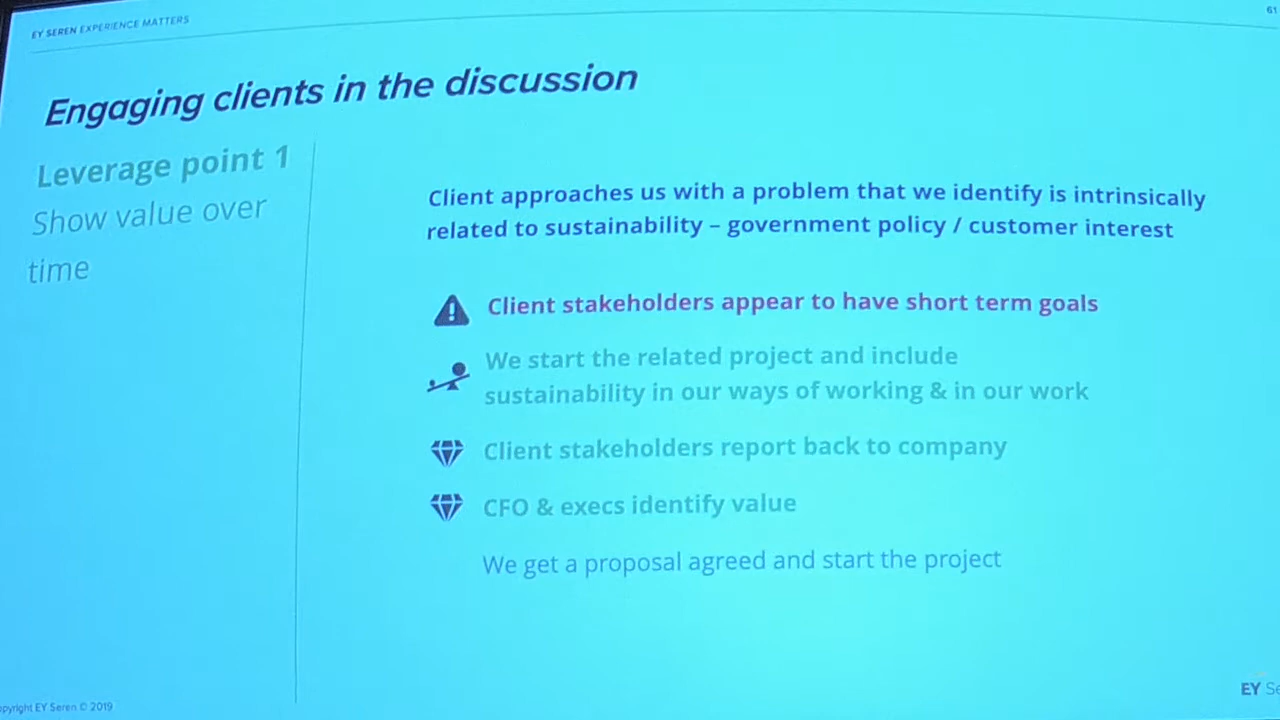 EY SEREN EXPERIENCE MATTERS
61
Engaging clients in the discussion
Leverage point 1
Show value over
time
Client approaches us with a problem that we identify is intrinsically
related to sustainability – government policy / customer interest
Client stakeholders appear to have short term goals
We start the related project and include
sustainability in our ways of working & in our work
Client stakeholders report back to company
CFO & execs identify value
We get a proposal agreed and start the project
EY Se
opyright EY Seren © 2019